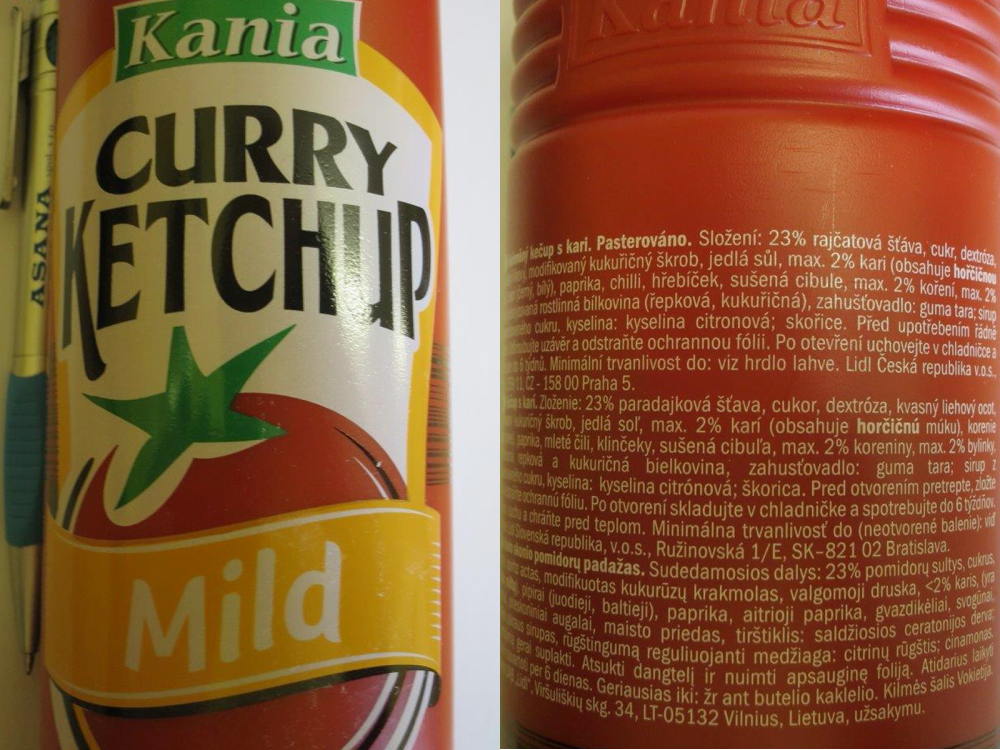 Kania
CURRY
KETCHUP
Mild
ASANA spol. s r.o.
Kania
kečup s kari. Pasterováno. Složení: 23% rajčatová šťáva, cukr, dextróza,
modifikovaný kukuřičný škrob, jedlá sůl, max. 2% kari (obsahuje horčičnou
bílý), paprika, chilli, hřebíček, sušená cibule, max. 2% koření, max. 2%
rostlinná bílkovina (řepková, kukuřičná), zahušťovadlo: guma tara; sirup
cukru, kyselina: kyselina citronová; skořice. Před upotřebením řádně
uzávěr a odstraňte ochrannou fólii. Po otevření uchovejte v chladničce a
6 týdnů. Minimální trvanlivost do: viz hrdlo lahve. Lidl Česká republika v.o.s.,
CZ - 158 00 Praha 5.
s kari. Zloženie: 23% paradajková šťava, cukor, dextróza, kvasný liehový ocot,
kukuričný škrob, jedlá soľ, max. 2% karí (obsahuje horčičnú múku), korenie
paprika, mleté čili, klinčeky, sušená cibuľa, max. 2% koreniny, max. 2% bylinky,
repková a kukuričná bielkovina, zahusťovadlo: guma tara; sirup z
cukru, kyselina: kyselina citrónová; škorica. Pred otvorením pretrepte, zložte
ochrannú fóliu. Po otvorení skladujte v chladničke a spotrebujte do 6 týždňov.
a chráňte pred teplom. Minimálna trvanlivosť do (neotvorené balenie): viď
Slovenská republika, v.o.s., Ružinovská 1/E, SK-821 02 Bratislava.
pomidorų padažas. Sudedamosios dalys: 23% pomidorų sultys, cukrus,
actas, modifikuotas kukurūzų krakmolas, valgomoji druska, <2% karis, (yra
pipirai (juodieji, baltieji), paprika, aitrioji paprika, gvazdikėliai, svogūnai,
augalai, maisto priedas, tirštiklis: saldžiosios ceratonijos derva;
sirupas, rūgštingumą reguliuojanti medžiaga: citrinų rūgštis; cinamonas.
gerai suplakti. Atsukti dangtelį ir nuimti apsauginę foliją. Atidarius laikyti
per 6 dienas. Geriausias iki: žr ant butelio kaklelio. Kilmės šalis Vokietija.
"Lidl", Viršuliškių skg. 34, LT-05132 Vilnius, Lietuva, užsakymu.